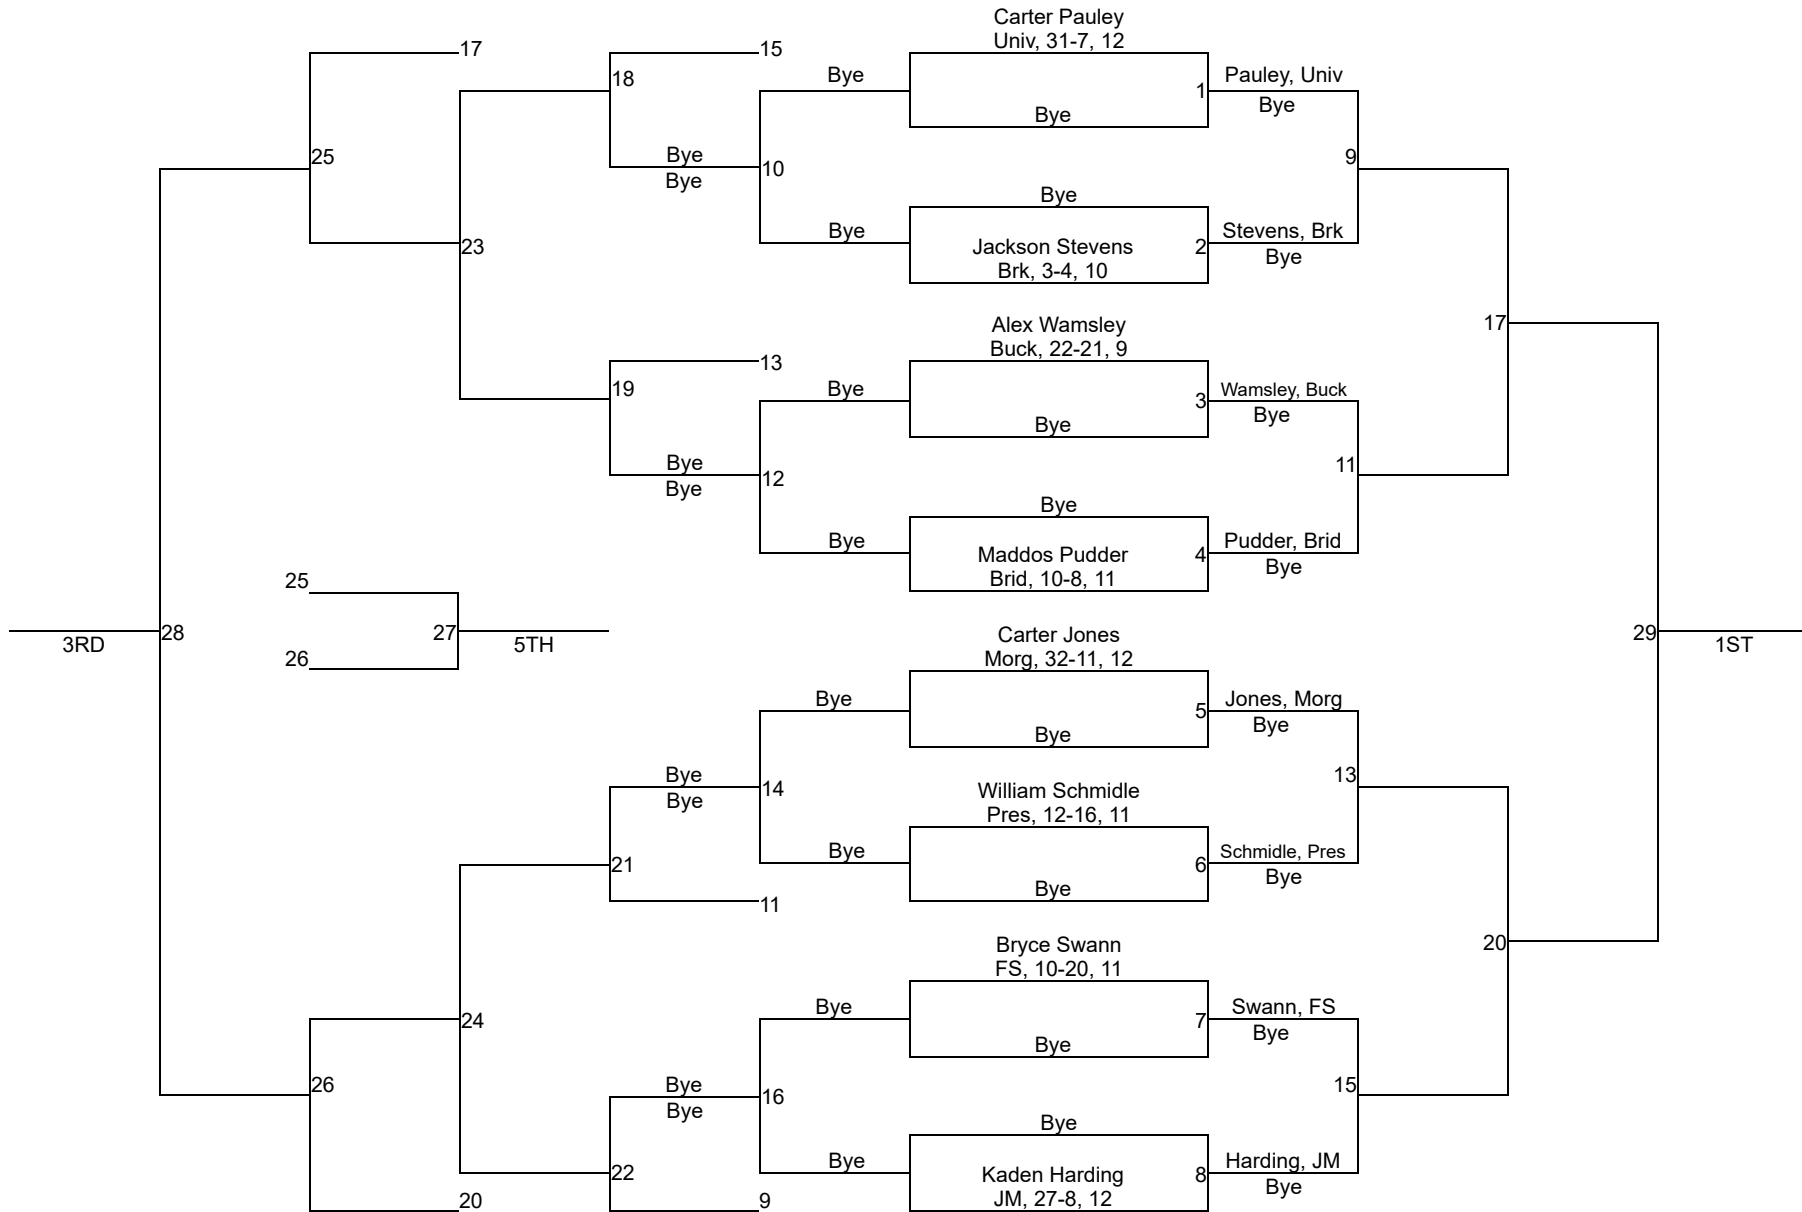 Carter Pauley
Univ, 31-7, 12
17
15
18
Bye
1
Pauley, Univ
Bye
Bye
25
Bye
Bye
10
9
Bye
23
Bye
Jackson Stevens
Brk, 3-4, 10
2
Stevens, Brk
Bye
Alex Wamsley
Buck, 22-21, 9
17
13
19
Bye
3
Wamsley, Buck
Bye
Bye
Bye
Bye
12
11
Bye
Bye
Maddos Pudder
Brid, 10-8, 11
4
Pudder, Brid
Bye
25
3RD
28
27
5TH
26
29
1ST
Carter Jones
Morg, 32-11, 12
Bye
5
Jones, Morg
Bye
Bye
Bye
Bye
14
13
William Schmidle
Pres, 12-16, 11
21
Bye
6
Schmidle, Pres
Bye
Bye
11
Bryce Swann
FS, 10-20, 11
20
24
Bye
7
Swann, FS
Bye
Bye
26
Bye
Bye
16
15
Bye
22
Bye
Kaden Harding
JM, 27-8, 12
8
Harding, JM
Bye
20
9